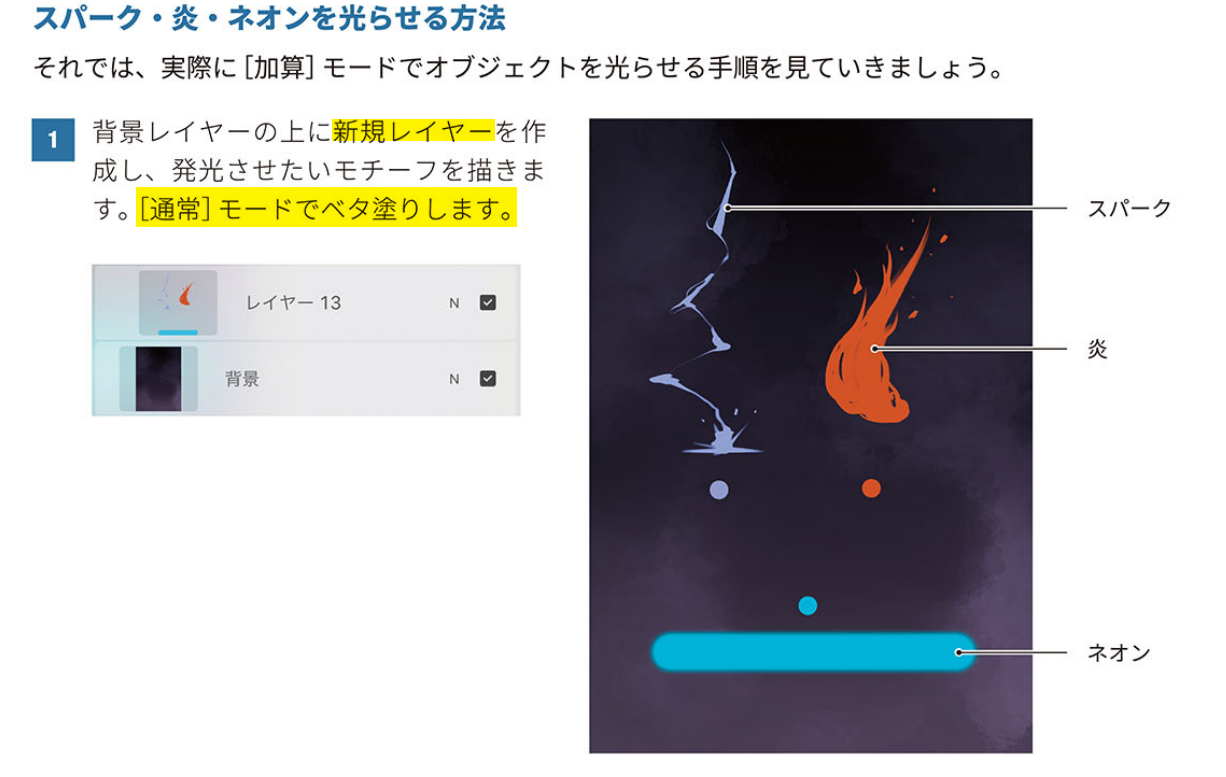 スパーク・炎・ネオンを光らせる方法
それでは、実際に［加算］モードでオブジェクトを光らせる手順を見ていきましょう。
1
背景レイヤーの上に新規レイヤーを作
成し、発光させたいモチーフを描きま
す。［通常］モードでベタ塗りします。
レイヤー 13 N
背景 N
スパーク
炎
ネオン